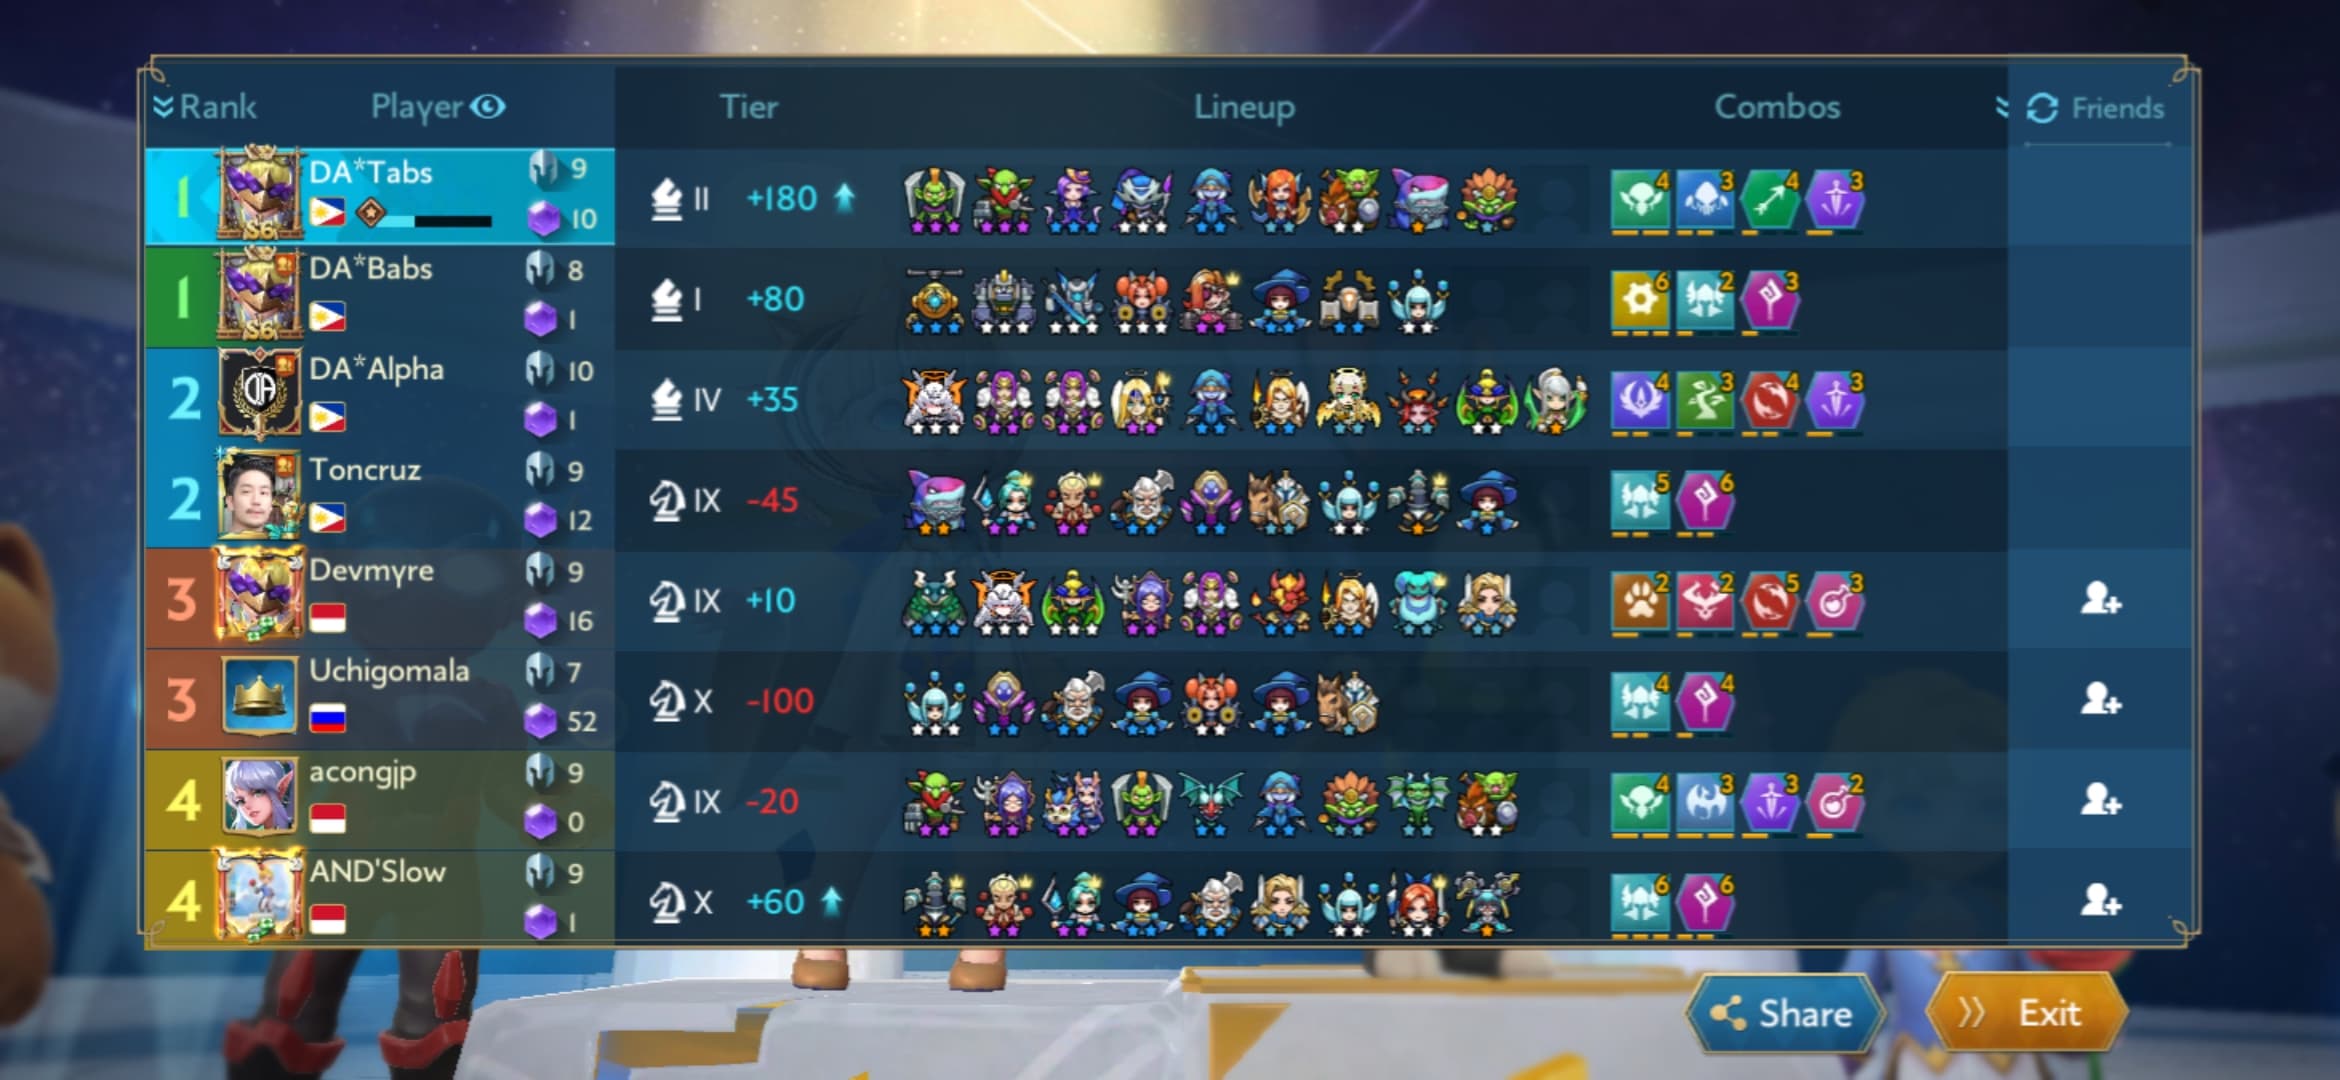 Rank Player Tier Lineup Combos Friends
1 S6 DA*Tabs 9 10 II +180 4 3 4 3
1 S6 DA*Babs 8 1 I +80 6 2 3
2 DA DA*Alpha 10 1 IV +35 4 3 4 3
2 Toncruz 9 12 IX -45 5 6
3 Devmyre 9 16 IX +10 2 2 5 3
3 Uchigomala 7 52 X -100 4 4
4 acongjp 9 0 IX -20 4 3 3 2
4 AND'Slow 9 1 X +60 6 6
Share Exit